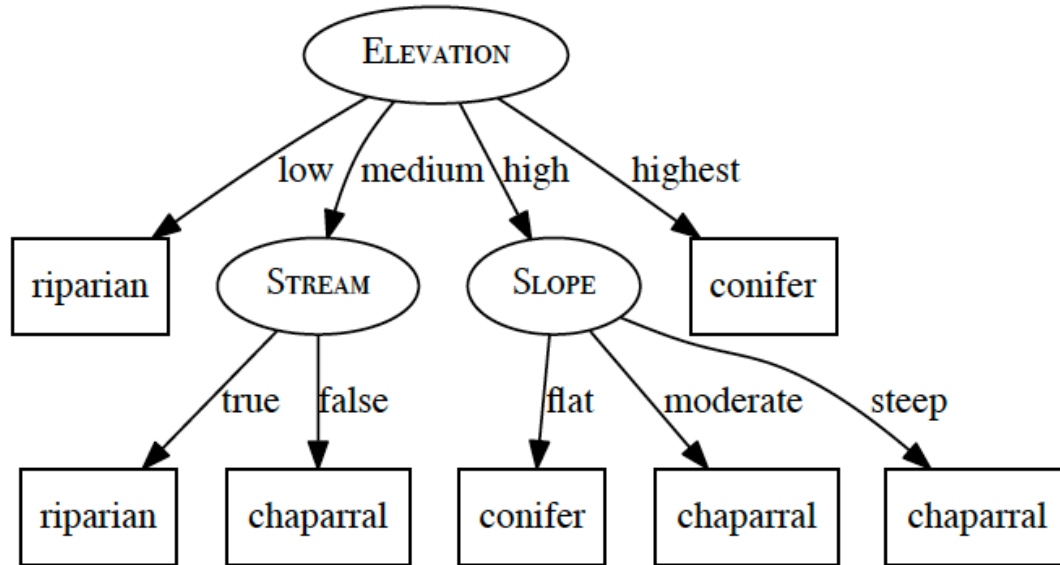 ELEVATION
low medium high highest
riparian STREAM SLOPE conifer
true false flat moderate steep
riparian chaparral conifer chaparral chaparral